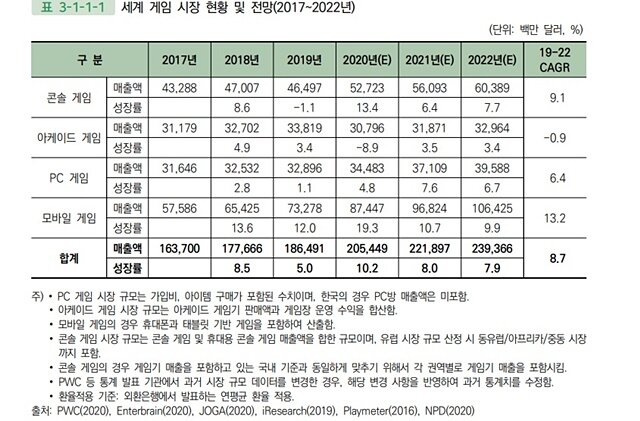 표 3-1-1-1 세계 게임 시장 현황 및 전망(2017~2022년)
(단위: 백만 달러, %)
구 분 2017년 2018년 2019년 2020년(E) 2021년(E) 2022년(E) 19-22 CAGR
콘솔 게임 매출액 43,288 47,007 46,497 52,723 56,093 60,389 9.1
성장률 8.6 -1.1 13.4 6.4 7.7
아케이드 게임 매출액 31,179 32,702 33,819 30,796 31,871 32,964 -0.9
성장률 4.9 3.4 -8.9 3.5 3.4
PC 게임 매출액 31,646 32,532 32,896 34,483 37,109 39,588 6.4
성장률 2.8 1.1 4.8 7.6 6.7
모바일 게임 매출액 57,586 65,425 73,278 87,447 96,824 106,425 13.2
성장률 13.6 12.0 19.3 10.7 9.9
합계 매출액 163,700 177,666 186,491 205,449 221,897 239,366 8.7
성장률 8.5 5.0 10.2 8.0 7.9
주) • PC 게임 시장 규모는 가입비, 아이템 구매가 포함된 수치이며, 한국의 경우 PC방 매출액은 미포함.
• 아케이드 게임 시장 규모는 아케이드 게임기 판매액과 게임장 운영 수익을 합산함.
• 모바일 게임의 경우 휴대폰과 태블릿 기반 게임을 포함하여 산출함.
• 콘솔 게임 시장 규모는 콘솔 게임 및 휴대용 콘솔 게임 매출액을 합한 규모이며, 유럽 시장 규모 산정 시 동유럽/아프리카/중동 시장
까지 포함.
• 콘솔 게임의 경우 게임기 매출을 포함하고 있는 국내 기준과 동일하게 맞추기 위해서 각 권역별로 게임기 매출을 포함시킴.
• PWC 등 통계 발표 기관에서 과거 시장 규모 데이터를 변경한 경우, 해당 변경 사항을 반영하여 과거 통계치를 수정함.
• 환율적용 기준: 외환은행에서 발표하는 연평균 환율 적용.
출처: PWC(2020), Enterbrain(2020), JOGA(2020), iResearch(2019), Playmeter(2016), NPD(2020)